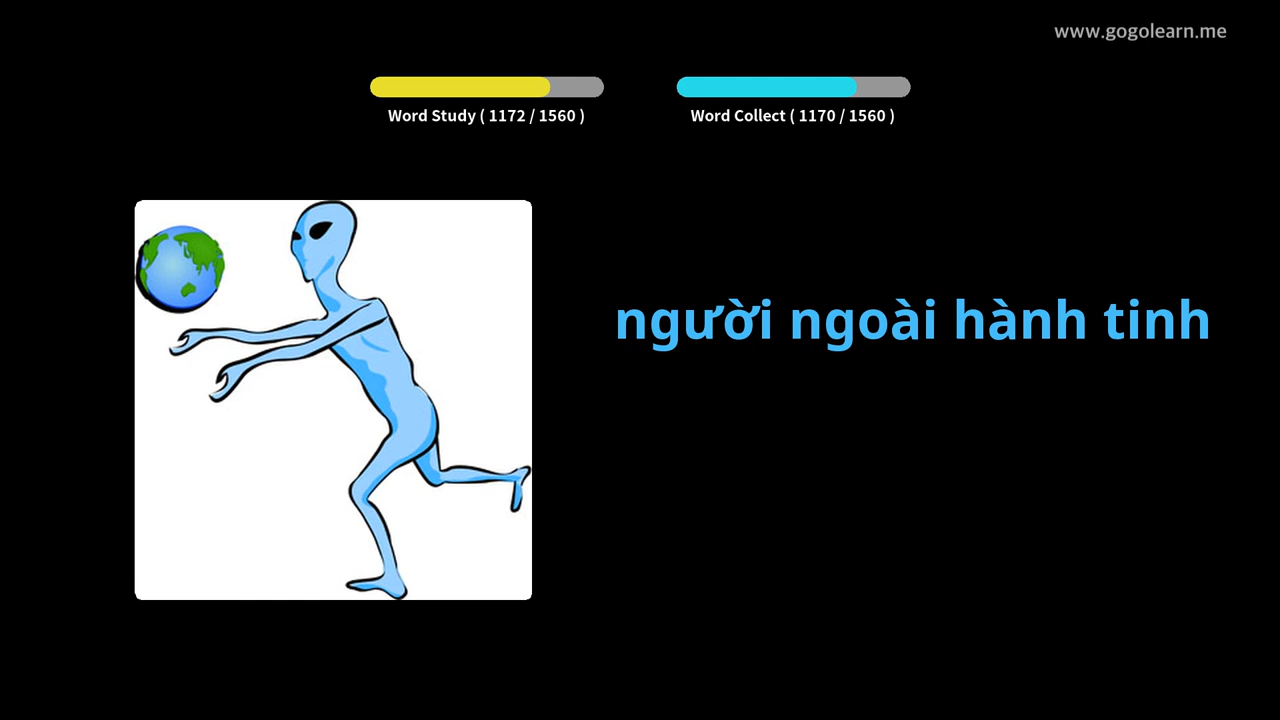 www.gogolearn.me
Word Study ( 1172 / 1560 )
Word Collect ( 1170 / 1560 )
người ngoài hành tinh